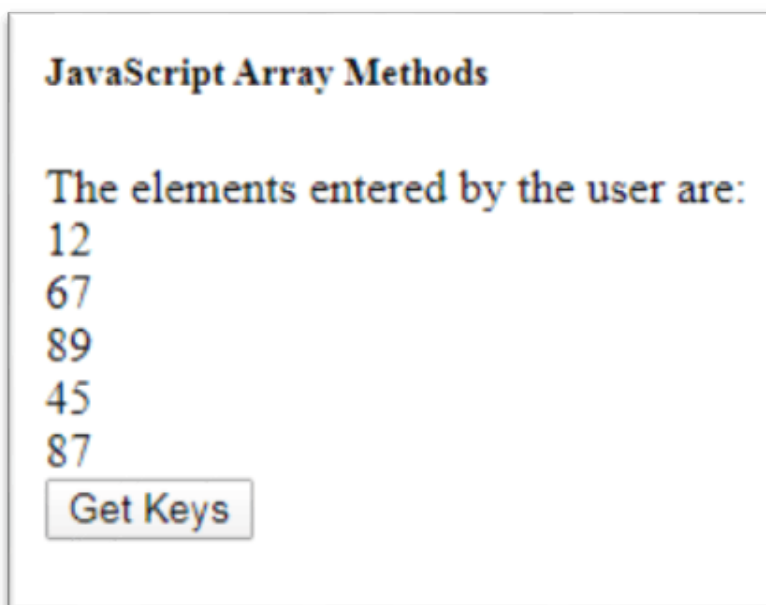 JavaScript Array Methods
The elements entered by the user are:
12
67
89
45
87
Get Keys